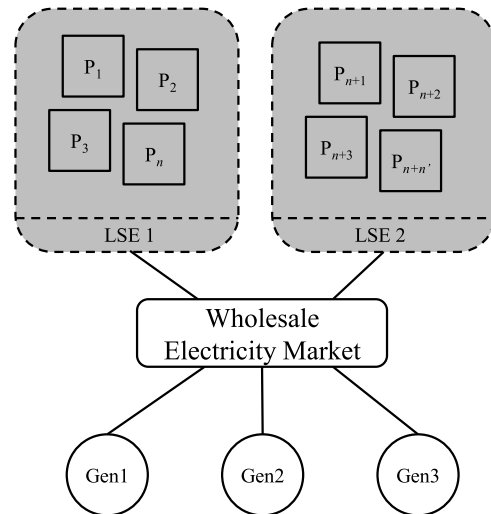 P1
P2
P3
Pn
LSE 1
Pn+1
Pn+2
Pn+3
Pn+n′
LSE 2
Wholesale
Electricity Market
Gen1
Gen2
Gen3